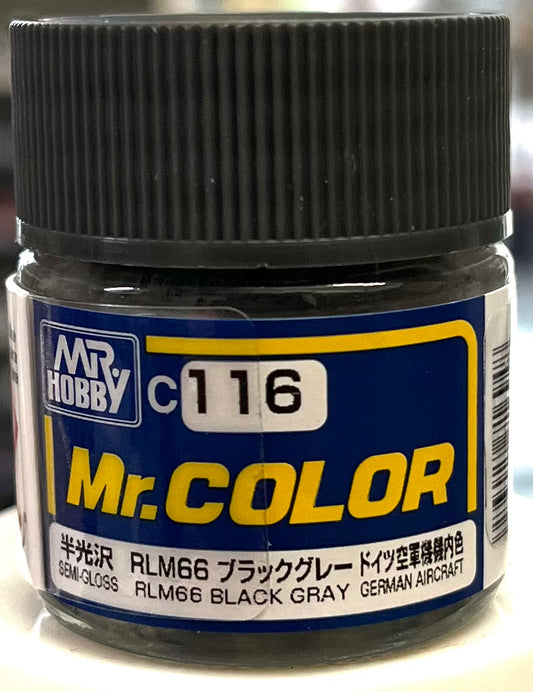 MR.
HOBBY
C116
Mr.COLOR
半光沢 RLM66 ブラックグレー ドイツ空軍機機内色
SEMI-GLOSS RLM66 BLACK GRAY GERMAN AIRCRAFT